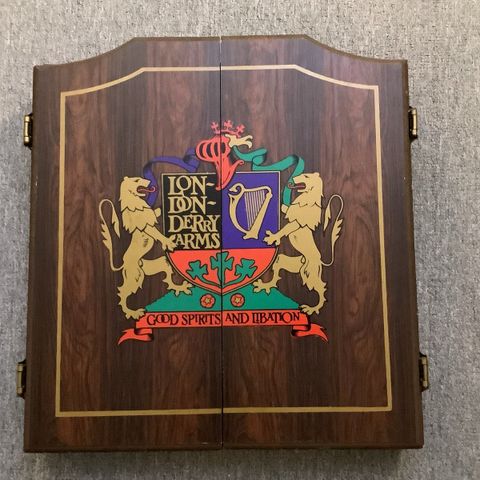 LON-
DON-
DERRY
ARMS
GOOD SPIRITS AND LIBATION